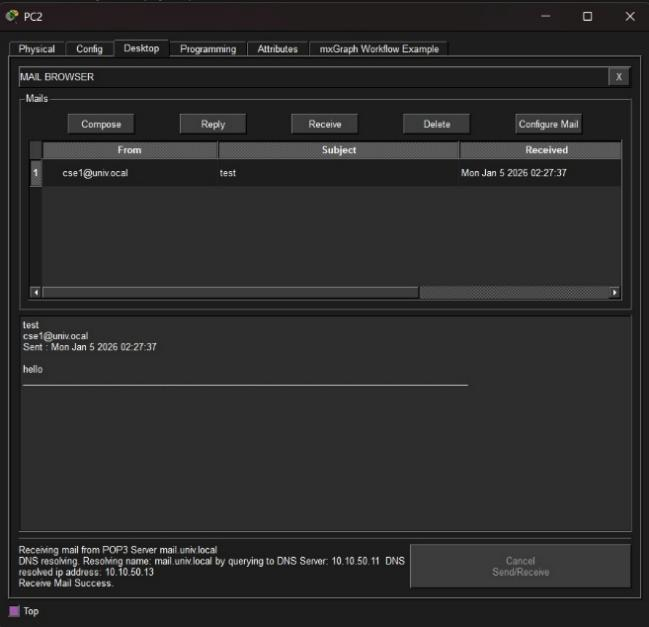 PC2
Physical Config Desktop Programming Attributes mxGraph Workflow Example
MAIL BROWSER X
Mails
Compose Reply Receive Delete Configure Mail
From Subject Received
1 cse1@univ.ocal test Mon Jan 5 2026 02:27:37
test
cse1@univ.ocal
Sent : Mon Jan 5 2026 02:27:37
hello
Receiving mail from POP3 Server mail.univ.local
DNS resolving. Resolving name: mail.univ.local by querying to DNS Server: 10.10.50.11 DNS
resolved ip address: 10.10.50.13
Receive Mail Success.
Cancel
Send/Receive
Top